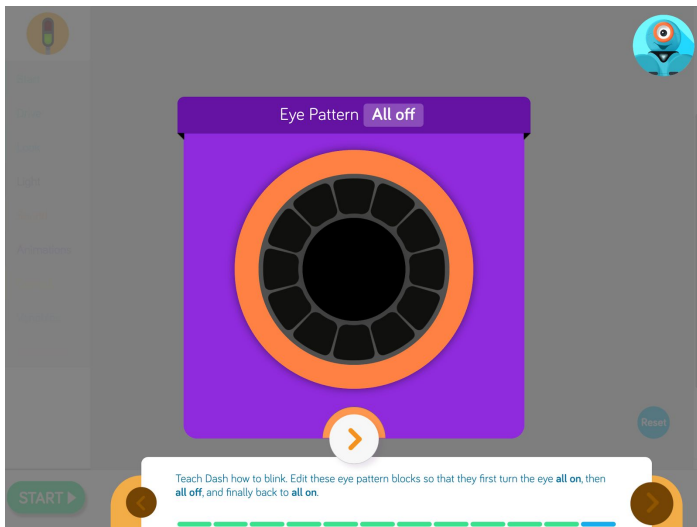 Eye Pattern All off
Light
Animations
Reset
Teach Dash how to blink. Edit these eye pattern blocks so that they first turn the eye all on, then
all off, and finally back to all on.
START